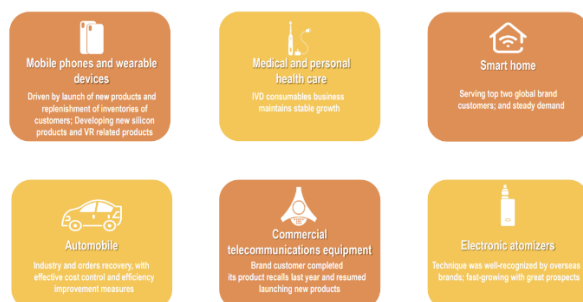 Mobile phones and wearable
devices
Driven by launch of new products and
replenishment of inventories of
customers; Developing new silicon
products and VR related products
Medical and personal
health care
IVD consumables business
maintains stable growth
Smart home
Serving top two global brand
customers; and steady demand
Automobile
Industry and orders recovery, with
effective cost control and efficiency
improvement measures
Commercial
telecommunications equipment
Brand customer completed
its product recalls last year and resumed
launching new products
Electronic atomizers
Technique was well-recognized by overseas
brands; fast-growing with great prospects